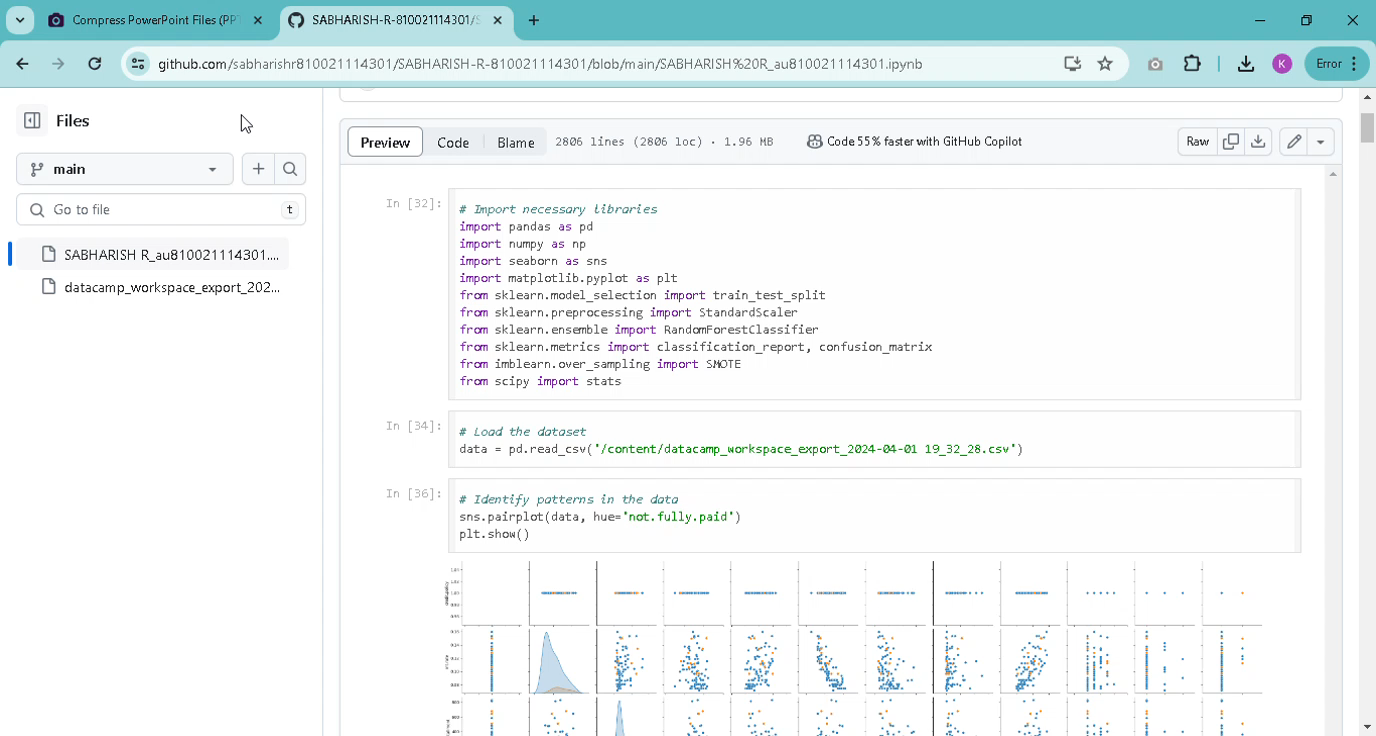 Compress PowerPoint Files (PPT
SABHARISH-R-810021114301/S
github.com/sabharishr810021114301/SABHARISH-R-810021114301/blob/main/SABHARISH%20R_au810021114301.ipynb
K
Error
Files
main
Go to file
t
SABHARISH R_au810021114301....
datacamp_workspace_export_202...
Preview Code Blame 2806 lines (2806 loc) · 1.96 MB Code 55% faster with GitHub Copilot Raw
In [32]:
# Import necessary libraries
import pandas as pd
import numpy as np
import seaborn as sns
import matplotlib.pyplot as plt
from sklearn.model_selection import train_test_split
from sklearn.preprocessing import StandardScaler
from sklearn.ensemble import RandomForestClassifier
from sklearn.metrics import classification_report, confusion_matrix
from imblearn.over_sampling import SMOTE
from scipy import stats
In [34]:
# Load the dataset
data = pd.read_csv('/content/datacamp_workspace_export_2024-04-01 19_32_28.csv')
In [36]:
# Identify patterns in the data
sns.pairplot(data, hue='not.fully.paid')
plt.show()